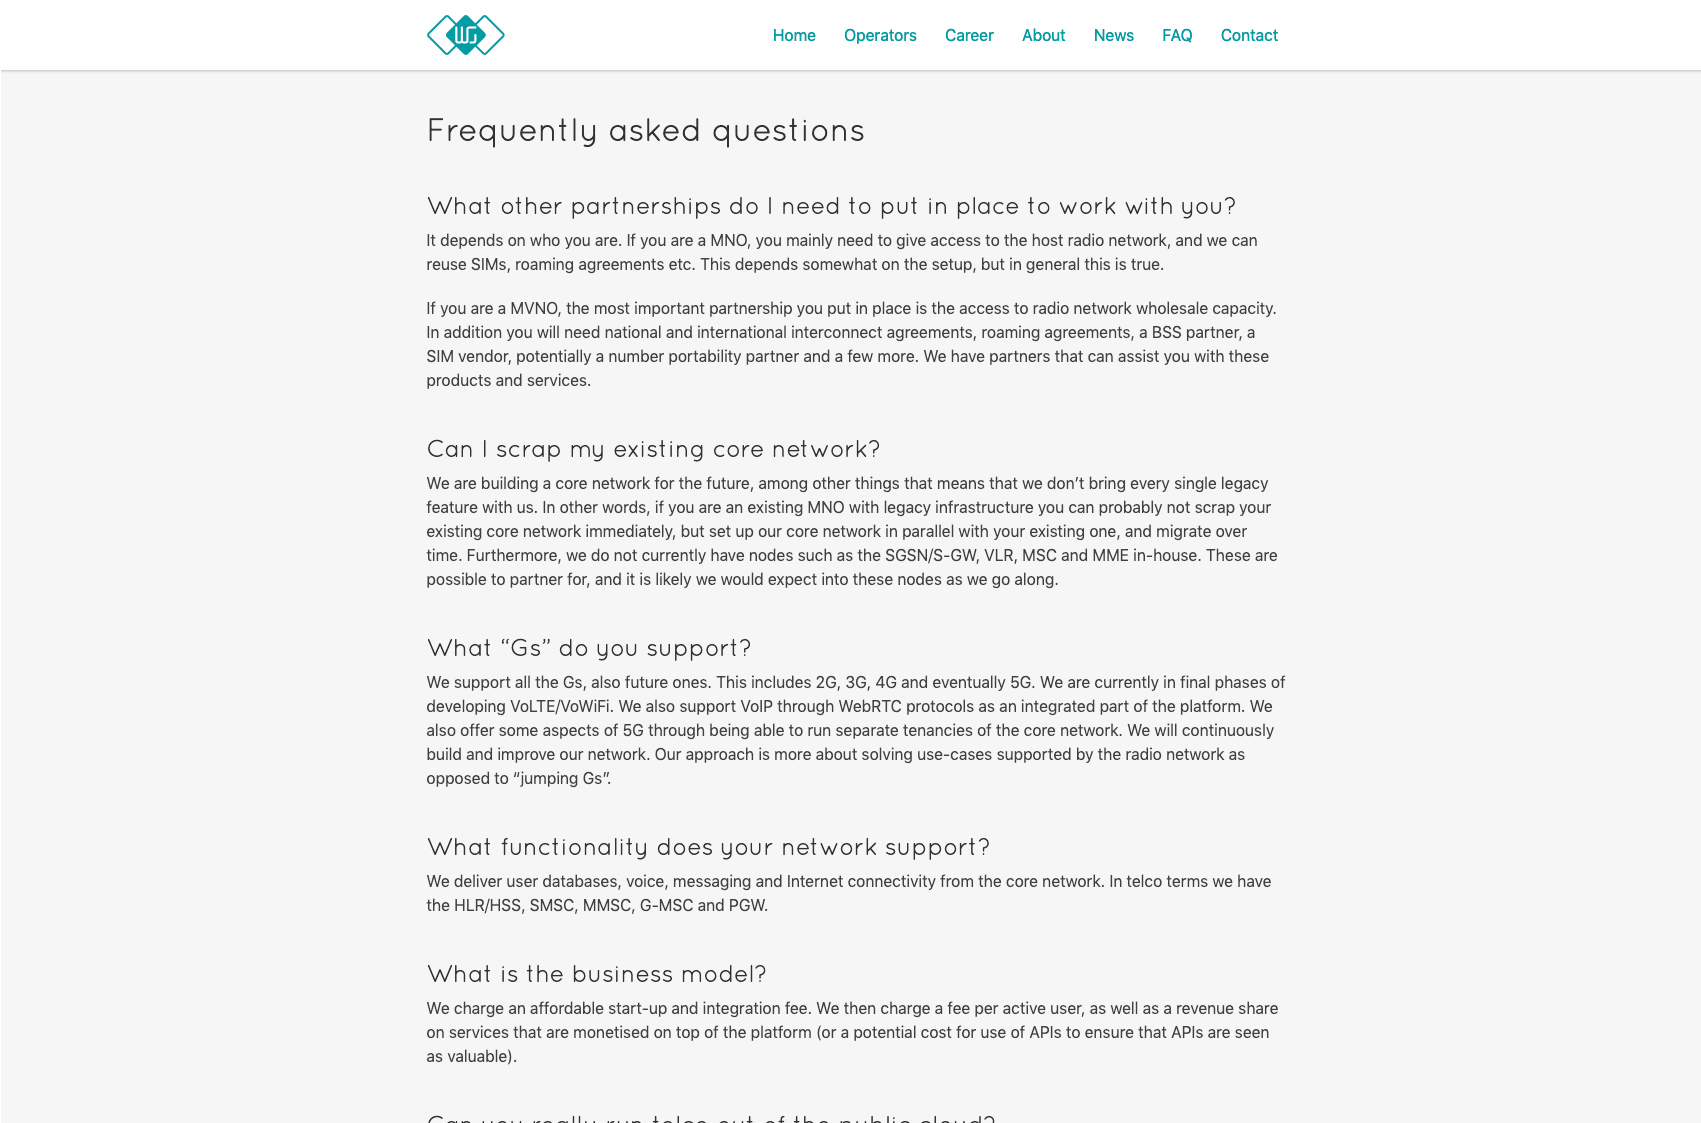 WG
Home Operators Career About News FAQ Contact
Frequently asked questions
What other partnerships do I need to put in place to work with you?
It depends on who you are. If you are a MNO, you mainly need to give access to the host radio network, and we can
reuse SIMs, roaming agreements etc. This depends somewhat on the setup, but in general this is true.
If you are a MVNO, the most important partnership you put in place is the access to radio network wholesale capacity.
In addition you will need national and international interconnect agreements, roaming agreements, a BSS partner, a
SIM vendor, potentially a number portability partner and a few more. We have partners that can assist you with these
products and services.
Can I scrap my existing core network?
We are building a core network for the future, among other things that means that we don’t bring every single legacy
feature with us. In other words, if you are an existing MNO with legacy infrastructure you can probably not scrap your
existing core network immediately, but set up our core network in parallel with your existing one, and migrate over
time. Furthermore, we do not currently have nodes such as the SGSN/S-GW, VLR, MSC and MME in-house. These are
possible to partner for, and it is likely we would expect into these nodes as we go along.
What “Gs” do you support?
We support all the Gs, also future ones. This includes 2G, 3G, 4G and eventually 5G. We are currently in final phases of
developing VoLTE/VoWiFi. We also support VoIP through WebRTC protocols as an integrated part of the platform. We
also offer some aspects of 5G through being able to run separate tenancies of the core network. We will continuously
build and improve our network. Our approach is more about solving use-cases supported by the radio network as
opposed to “jumping Gs”.
What functionality does your network support?
We deliver user databases, voice, messaging and Internet connectivity from the core network. In telco terms we have
the HLR/HSS, SMSC, MMSC, G-MSC and PGW.
What is the business model?
We charge an affordable start-up and integration fee. We then charge a fee per active user, as well as a revenue share
on services that are monetised on top of the platform (or a potential cost for use of APIs to ensure that APIs are seen
as valuable).
Can you really run telco out of the public cloud?